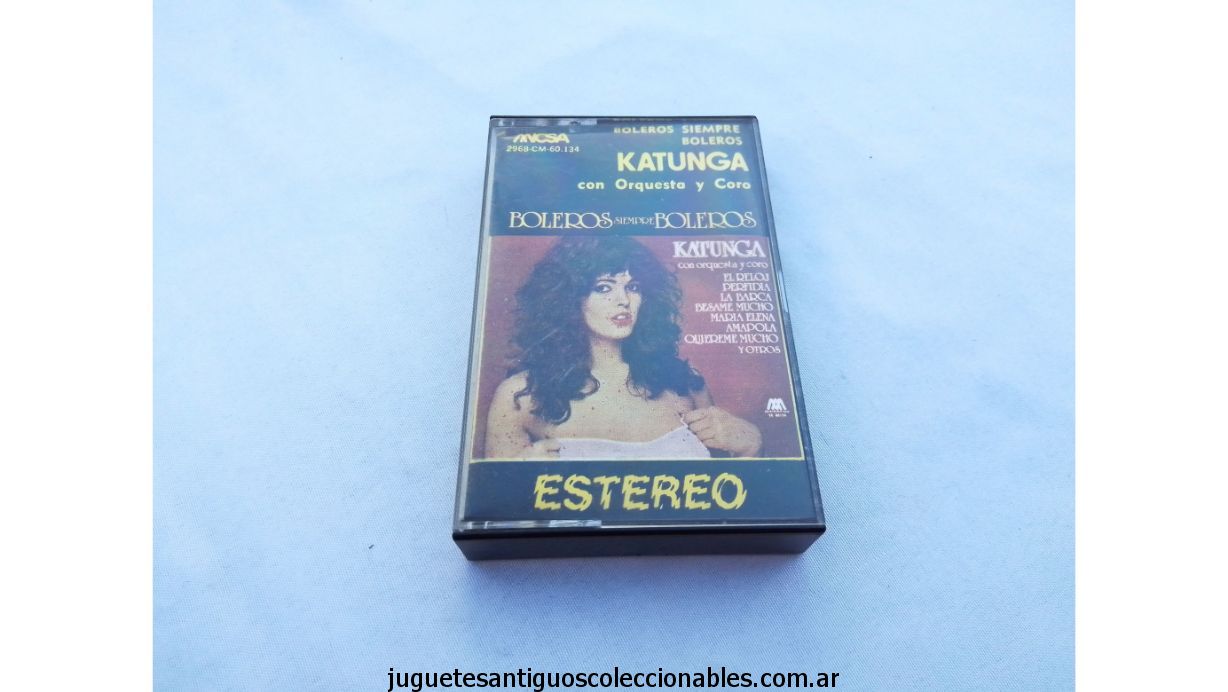 BOLEROS SIEMPRE
BOLEROS
ANCSA
2968-CM-60.134
KATUNGA
con Orquesta y Coro
BOLEROS SIEMPRE BOLEROS
KATUNGA
con orquesta y coro
EL RELOJ
PERFIDIA
LA BARCA
BESAME MUCHO
MARIA ELENA
AMAPOLA
QUIEREME MUCHO
Y OTROS
ESTEREO
juguetesantiguoscoleccionables.com.ar